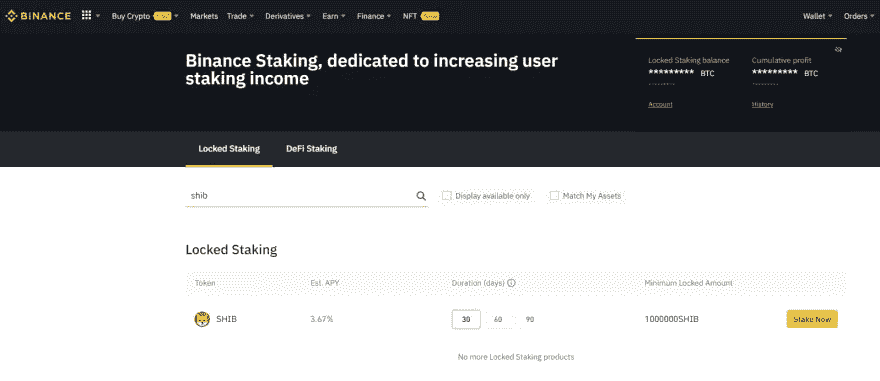 BINANCE Buy Crypto Markets Trade Derivatives Earn Finance NFT Wallet Orders
Binance Staking, dedicated to increasing user
staking income
Locked Staking balance Cumulative profit
********* BTC ********* BTC
Account History
Locked Staking DeFi Staking
shib Display available only Match My Assets
Locked Staking
Token Est. APY Duration (days) Minimum Locked Amount
SHIB 3.67% 30 60 90 1000000SHIB Stake Now
No more Locked Staking products